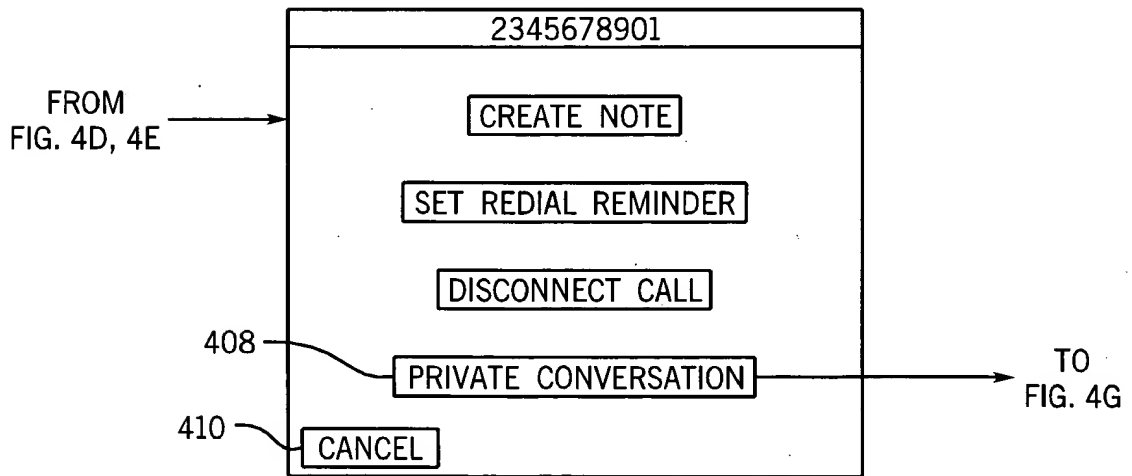 2345678901
FROM
FIG. 4D, 4E
CREATE NOTE
SET REDIAL REMINDER
DISCONNECT CALL
408
PRIVATE CONVERSATION
TO
FIG. 4G
410
CANCEL